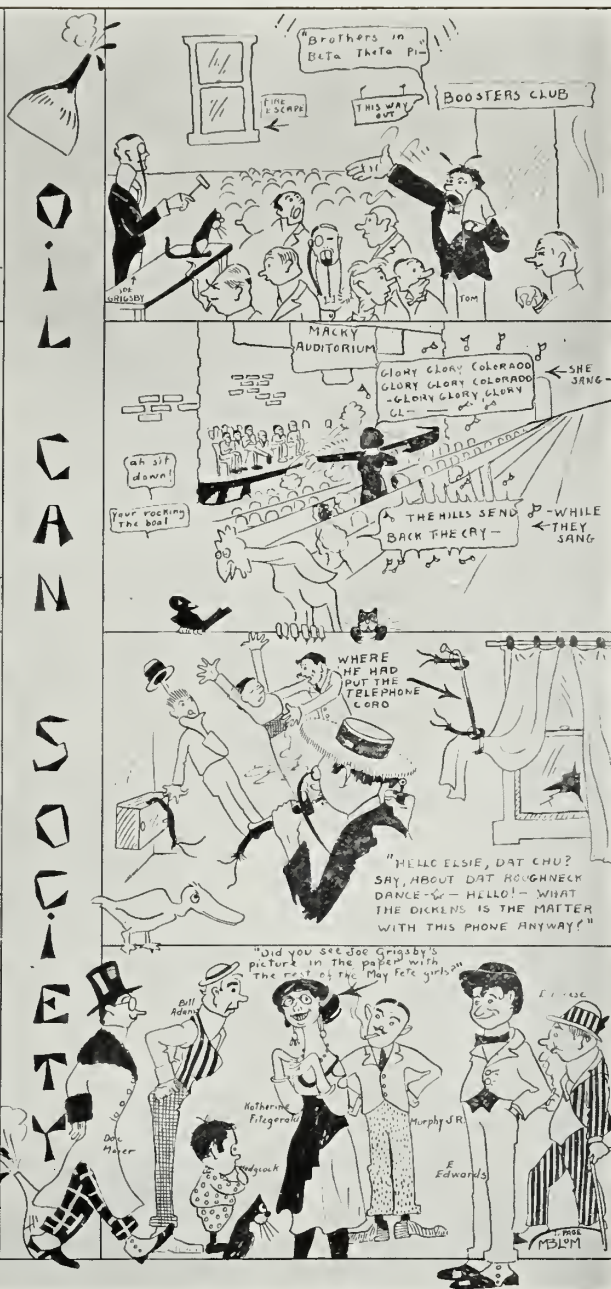 OIL CAN SOCIETY
"Brothers in
Beta Theta Pi—"
FIRE
ESCAPE
THIS WAY
OUT
BOOSTERS CLUB
JOE
GRIGSBY
TOM
MACKY
AUDITORIUM
GLORY GLORY COLORADO
GLORY GLORY COLORADO
-GLORY GLORY GLORY
GL-
SHE
SANG-
ah sit
down!
your rocking
the boat
THE HILLS SEND
BACK THE CRY—
-WHILE
THEY
SANG
WHERE
HE HAD
PUT THE
TELEPHONE
CORD
"HELLO ELSIE, DAT CHU?
SAY, ABOUT DAT ROUGHNECK
DANCE- - HELLO!- WHAT
THE DICKENS IS THE MATTER
WITH THIS PHONE ANYWAY?"
"Did you see Joe Grigsby's
picture in the paper with
the rest of the May Fete girls?"
Bill
Adams
Doc
Hedgcock
Katherine
Fitzgerald
Murphy JR.
E
Edwards
T. PAGE